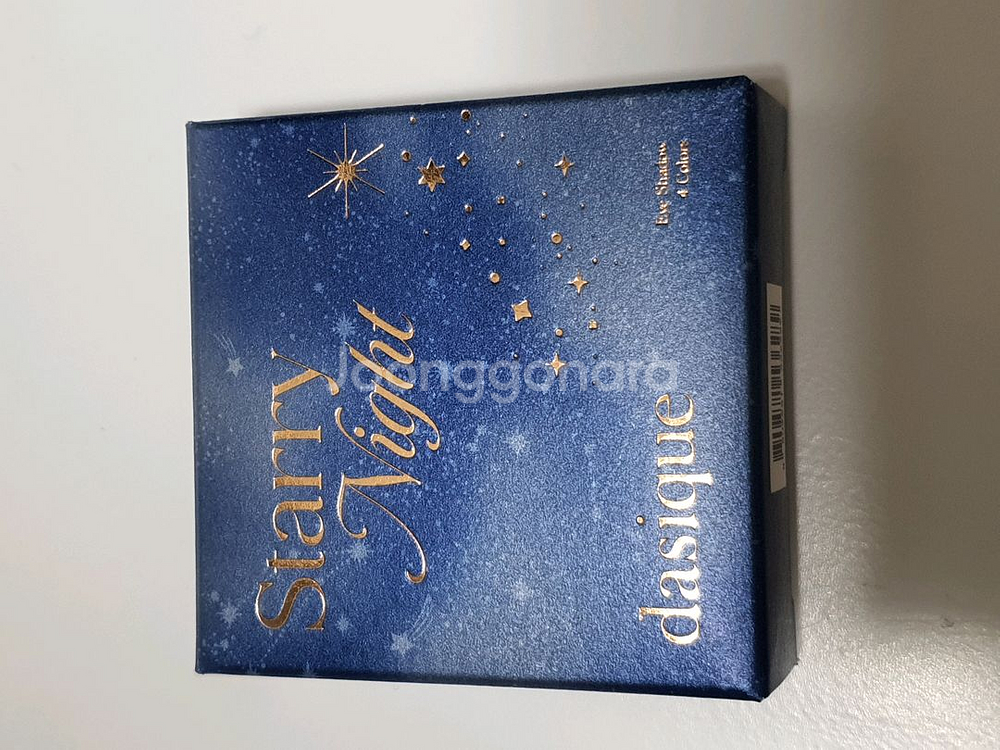 Starry
Night
Joonggonara
dasique
Eye Shadow
4 Colors